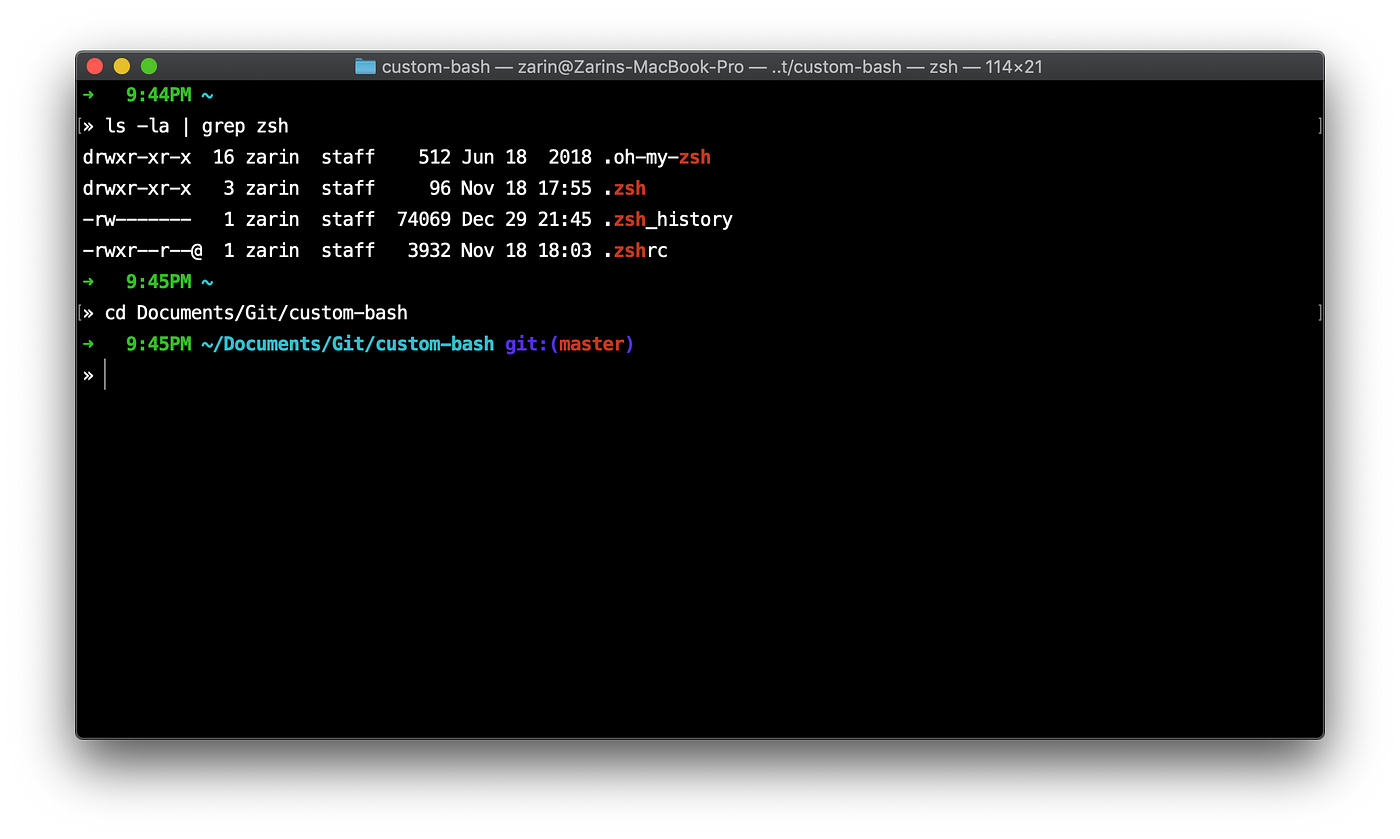 custom-bash — zarin@Zarins-MacBook-Pro — ..t/custom-bash — zsh — 114×21
➜   9:44PM ~
[» ls -la | grep zsh ]
drwxr-xr-x  16 zarin  staff    512 Jun 18  2018 .oh-my-zsh
drwxr-xr-x   3 zarin  staff     96 Nov 18 17:55 .zsh
-rw-------   1 zarin  staff  74069 Dec 29 21:45 .zsh_history
-rwxr--r--@  1 zarin  staff   3932 Nov 18 18:03 .zshrc
➜   9:45PM ~
[» cd Documents/Git/custom-bash ]
➜   9:45PM ~/Documents/Git/custom-bash git:(master)
»